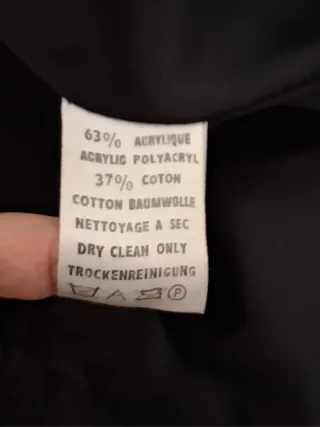 63% ACRYLIQUE
ACRYLIC POLYACRYL
37% COTON
COTTON BAUMWOLLE
NETTOYAGE A SEC
DRY CLEAN ONLY
TROCKENREINIGUNG
P